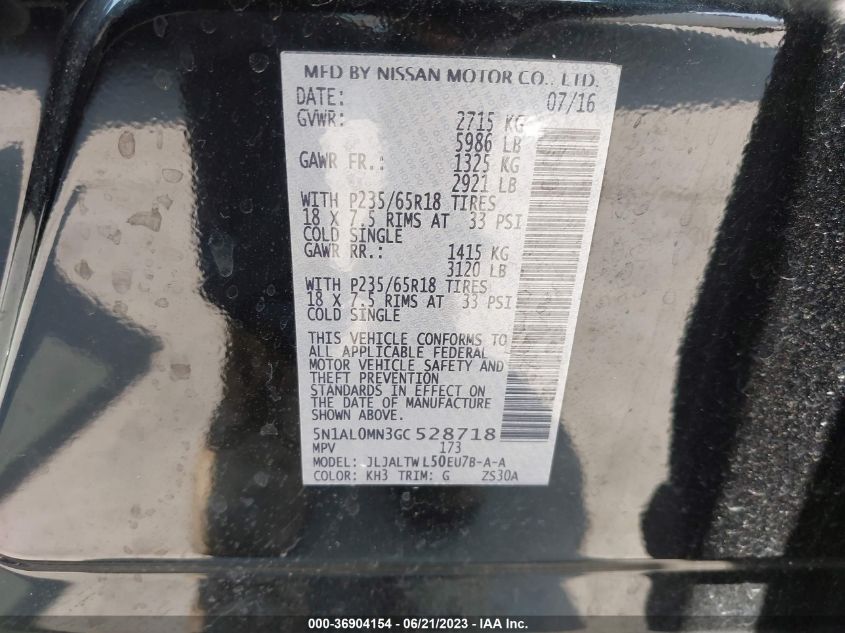 MFD BY NISSAN MOTOR CO., LTD.
DATE: 07/16
GVWR: 2715 KG
5986 LB
GAWR FR.: 1325 KG
2921 LB
WITH P235/65R18 TIRES
18 X 7.5 RIMS AT 33 PSI
COLD SINGLE
GAWR RR.: 1415 KG
3120 LB
WITH P235/65R18 TIRES
18 X 7.5 RIMS AT 33 PSI
COLD SINGLE
THIS VEHICLE CONFORMS TO
ALL APPLICABLE FEDERAL
MOTOR VEHICLE SAFETY AND
THEFT PREVENTION
STANDARDS IN EFFECT ON
THE DATE OF MANUFACTURE
SHOWN ABOVE.
5N1AL0MN3GC528718
MPV 173
MODEL: JLJALTWL50EU7B-A-A
COLOR: KH3 TRIM: G ZS30A
000-36904154 - 06/21/2023 - IAA Inc.